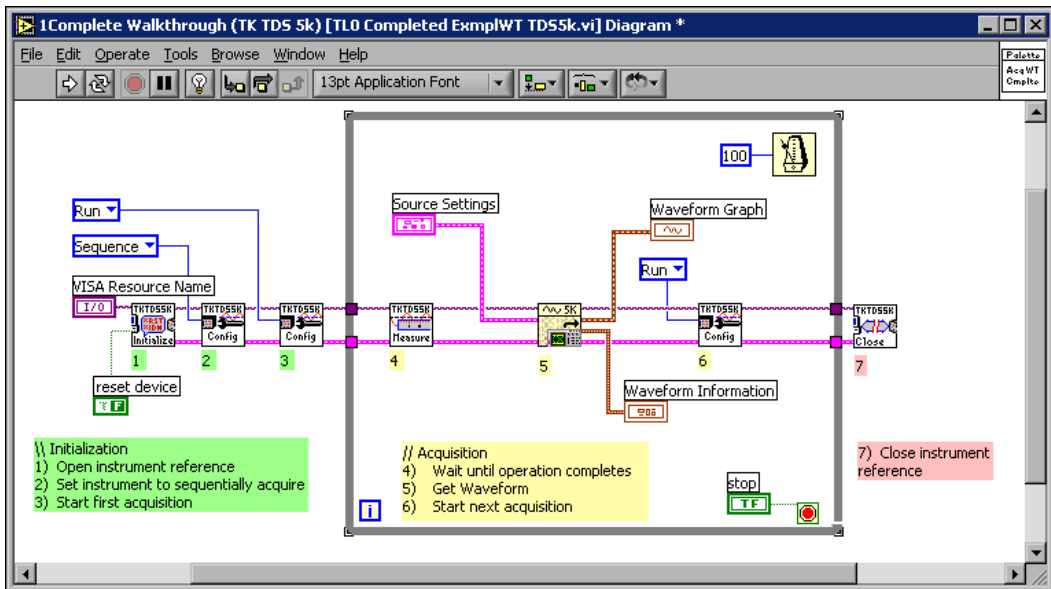 1Complete Walkthrough (TK TDS 5k) [TL0 Completed ExmplWT TDS5k.vi] Diagram *
File Edit Operate Tools Browse Window Help
13pt Application Font
Palette
AcqWT
Cmplte
100
Run
Source Settings
Waveform Graph
Sequence
Run
VISA Resource Name
I/O
TKTDS5K
Initialize
TKTDS5K
Config
TKTDS5K
Config
TKTDS5K
Measure
5K
TKTDS5K
Config
TKTDS5K
Close
1
2
3
4
5
6
7
reset device
F
Waveform Information
\\ Initialization
1) Open instrument reference
2) Set instrument to sequentially acquire
3) Start first acquisition
// Acquisition
4) Wait until operation completes
5) Get Waveform
6) Start next acquisition
7) Close instrument
reference
stop
TF
i